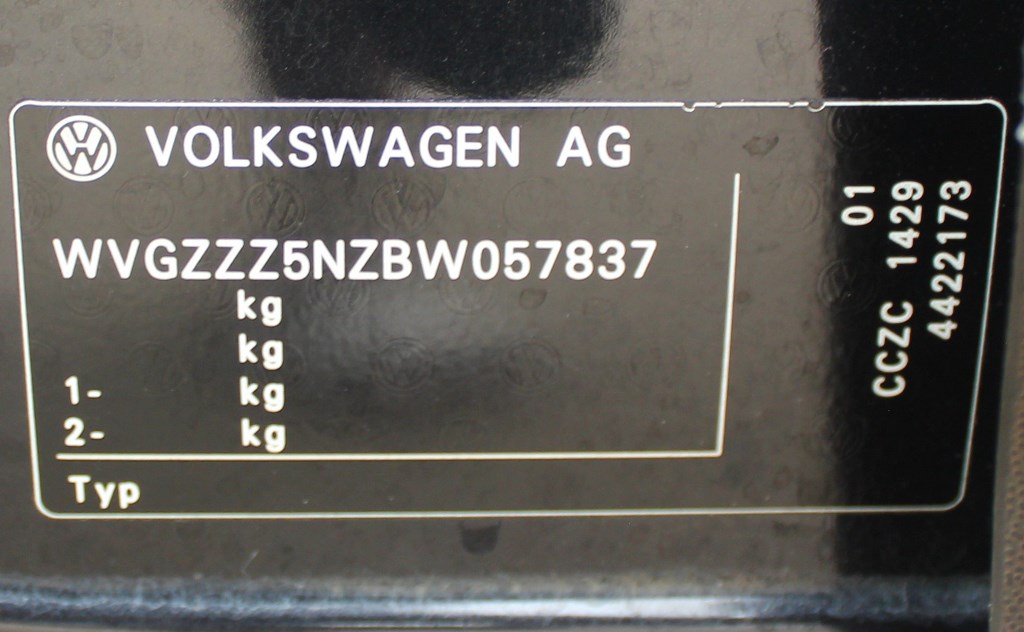 VOLKSWAGEN AG
WVGZZZ5NZBW057837
kg
kg
1- kg
2- kg
Typ
01
CCZC 1429
4422173